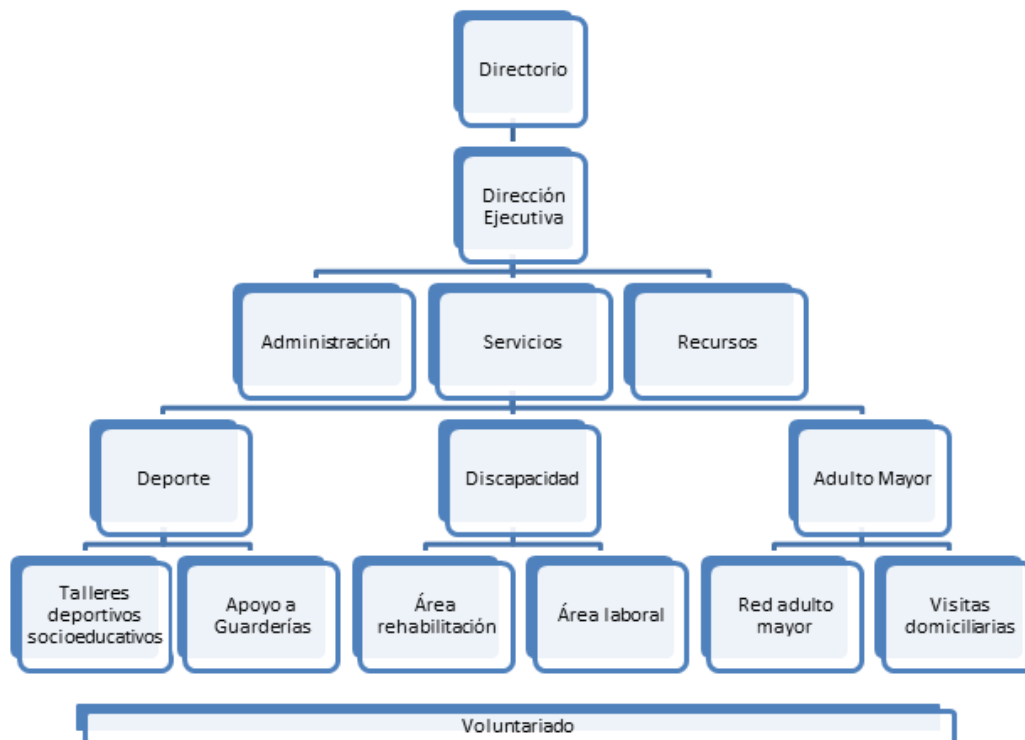 Directorio
Dirección
Ejecutiva
Administración
Servicios
Recursos
Deporte
Discapacidad
Adulto Mayor
Talleres
deportivos
socioeducativos
Apoyo a
Guarderías
Área
rehabilitación
Área laboral
Red adulto
mayor
Visitas
domiciliarias
Voluntariado